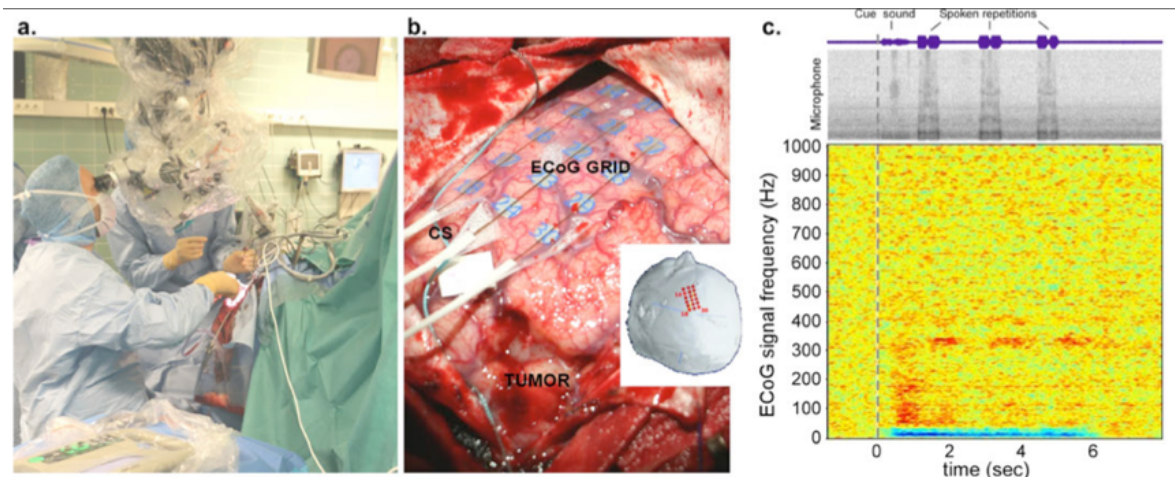 a.
b.
c.
Cue sound
Spoken repetitions
Microphone
ECoG GRID
CS
TUMOR
ECoG signal frequency (Hz)
1000
900
800
700
600
500
400
300
200
100
0
0 2 4 6
time (sec)